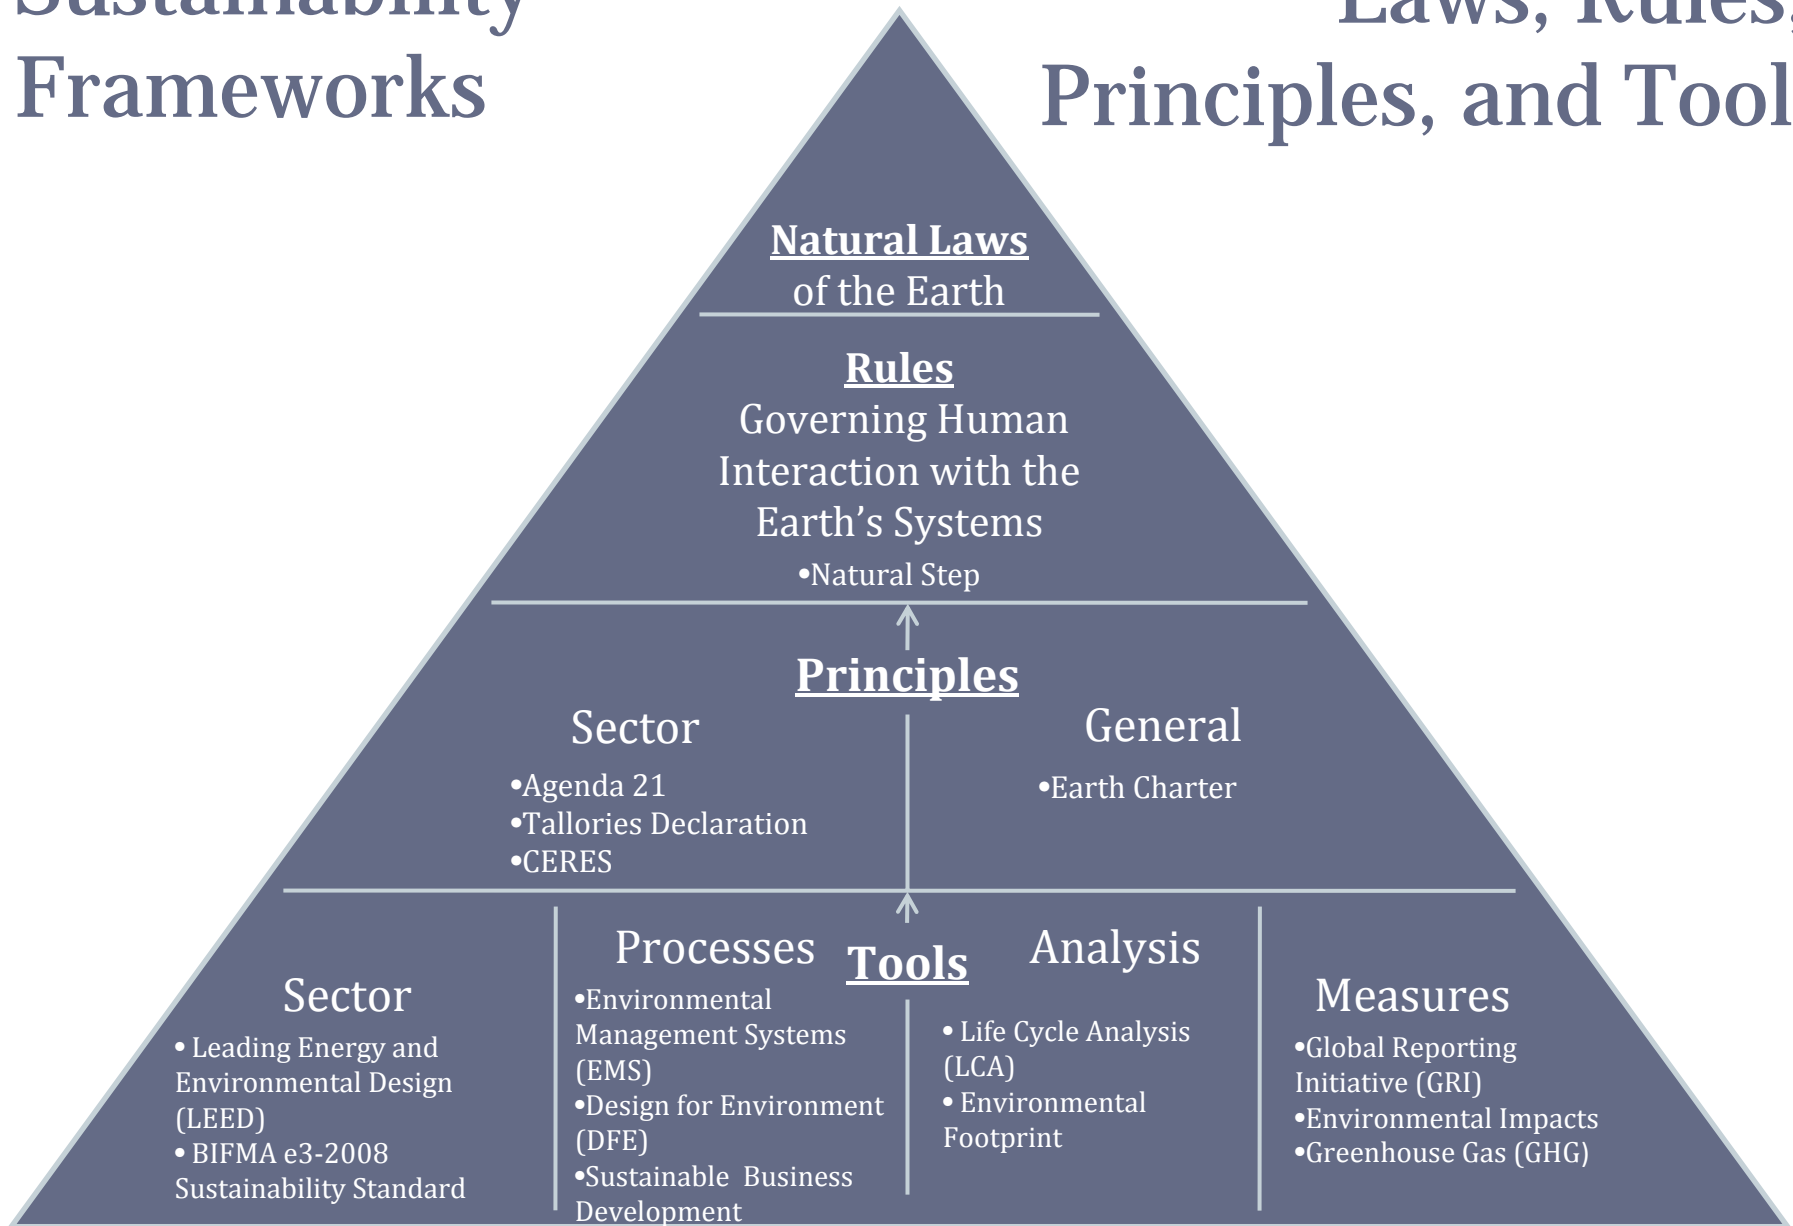 Sustainability
Frameworks
Laws, Rules,
Principles, and Tool
Natural Laws
of the Earth
Rules
Governing Human
Interaction with the
Earth’s Systems
•Natural Step
Principles
Sector
•Agenda 21
•Tallories Declaration
•CERES
General
•Earth Charter
Tools
Sector
• Leading Energy and
Environmental Design
(LEED)
• BIFMA e3-2008
Sustainability Standard
Processes
•Environmental
Management Systems
(EMS)
•Design for Environment
(DFE)
•Sustainable Business
Development
Analysis
• Life Cycle Analysis
(LCA)
• Environmental
Footprint
Measures
•Global Reporting
Initiative (GRI)
•Environmental Impacts
•Greenhouse Gas (GHG)